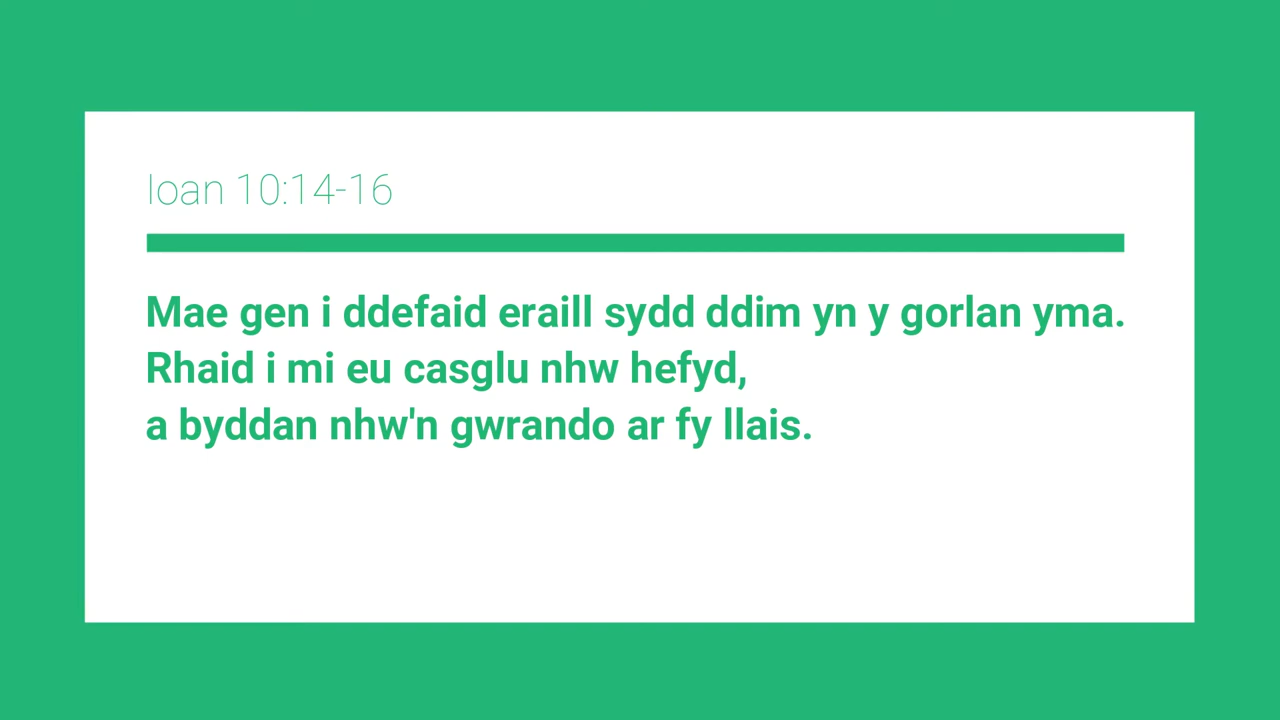 Ioan 10:14-16
Mae gen i ddefaid eraill sydd ddim yn y gorlan yma.
Rhaid i mi eu casglu nhw hefyd,
a byddan nhw'n gwrando ar fy llais.